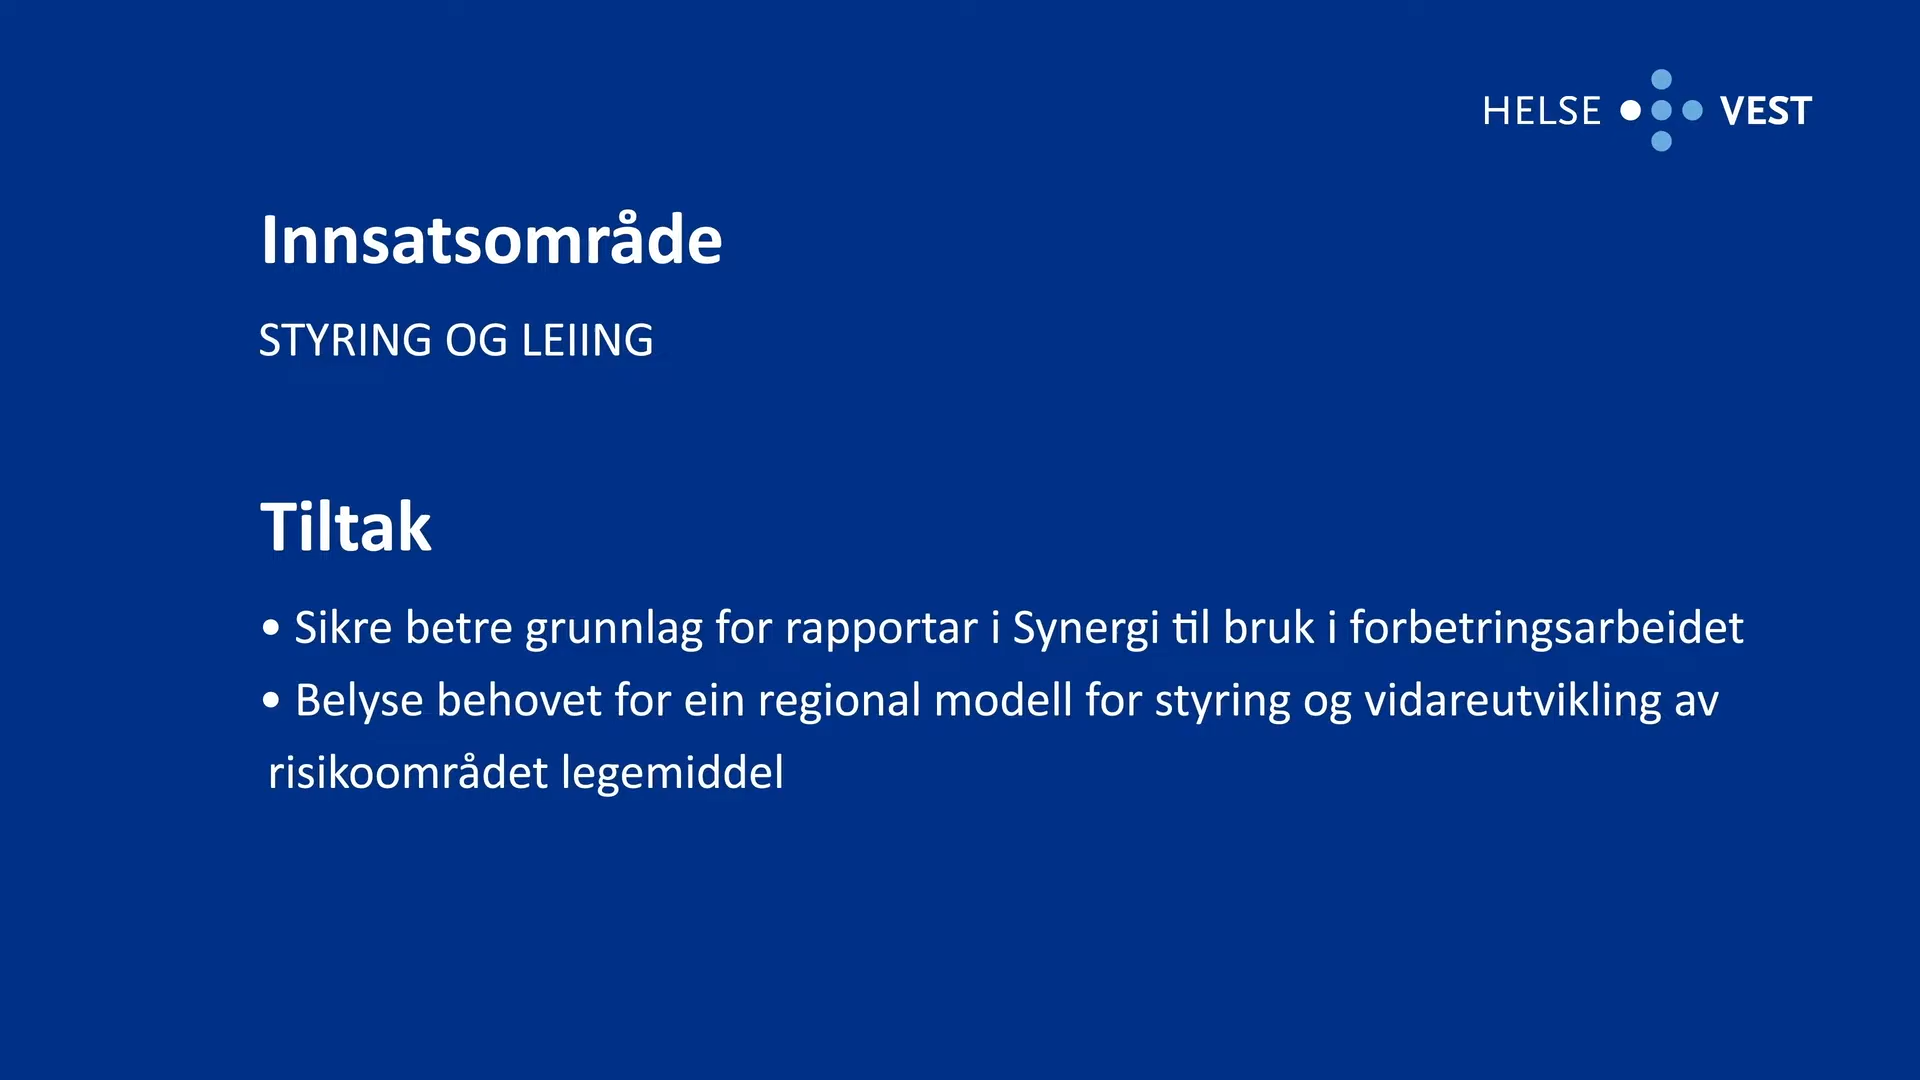 HELSE VEST
Innsatsområde
STYRING OG LEIING
Tiltak
• Sikre betre grunnlag for rapportar i Synergi til bruk i forbetringsarbeidet
• Belyse behovet for ein regional modell for styring og vidareutvikling av
risikoområdet legemiddel